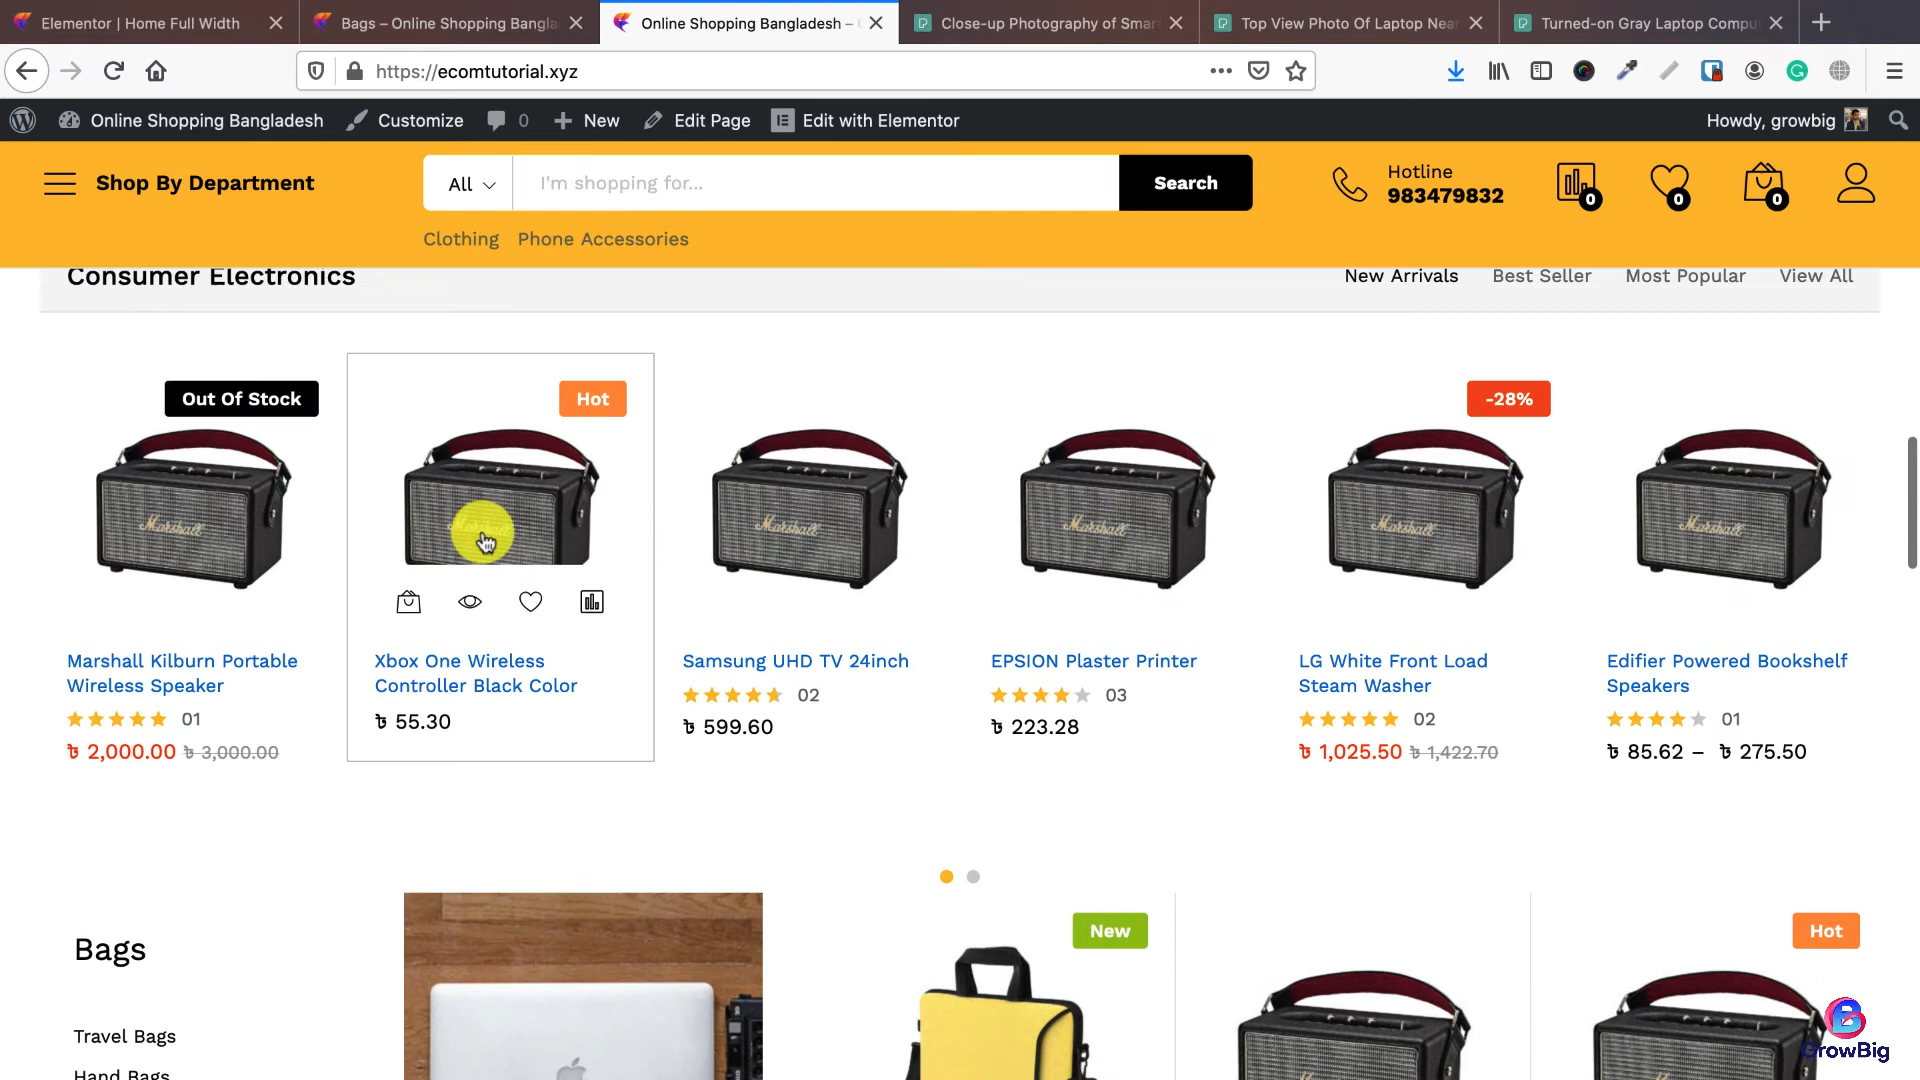 Elementor | Home Full Width
Bags – Online Shopping Bangla
Online Shopping Bangladesh –
Close-up Photography of Smar
Top View Photo Of Laptop Near
Turned-on Gray Laptop Compu
https://ecomtutorial.xyz
Online Shopping Bangladesh
Customize
0
New
Edit Page
Edit with Elementor
Howdy, growbig
Shop By Department
All
I'm shopping for...
Search
Hotline
983479832
0
0
0
Clothing
Phone Accessories
Consumer Electronics
New Arrivals
Best Seller
Most Popular
View All
Out Of Stock
Hot
-28%
Marshall
Marshall
Marshall
Marshall
Marshall
Marshall Kilburn Portable
Wireless Speaker
01
৳ 2,000.00 ৳ 3,000.00
Xbox One Wireless
Controller Black Color
৳ 55.30
Samsung UHD TV 24inch
02
৳ 599.60
EPSION Plaster Printer
03
৳ 223.28
LG White Front Load
Steam Washer
02
৳ 1,025.50 ৳ 1,422.70
Edifier Powered Bookshelf
Speakers
01
৳ 85.62 – ৳ 275.50
Bags
New
Hot
Travel Bags
Hand Bags
GrowBig